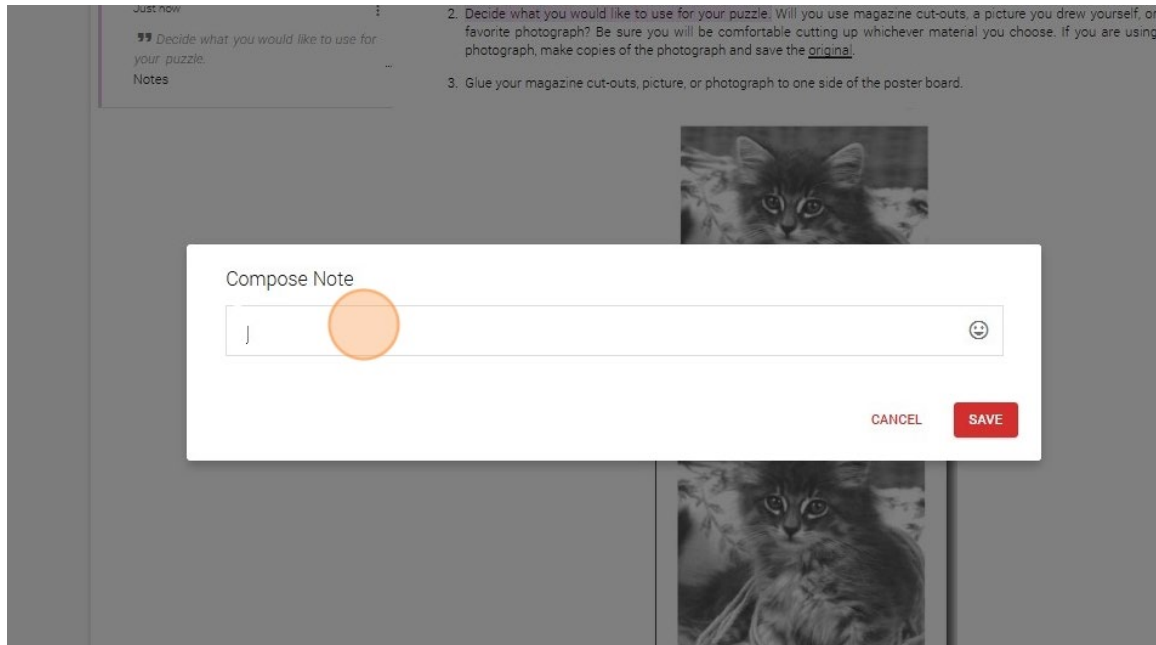 Just now
Decide what you would like to use for
your puzzle.
Notes
2. Decide what you would like to use for your puzzle. Will you use magazine cut-outs, a picture you drew yourself, or
favorite photograph? Be sure you will be comfortable cutting up whichever material you choose. If you are using
photograph, make copies of the photograph and save the original.
3. Glue your magazine cut-outs, picture, or photograph to one side of the poster board.
Compose Note
CANCEL
SAVE